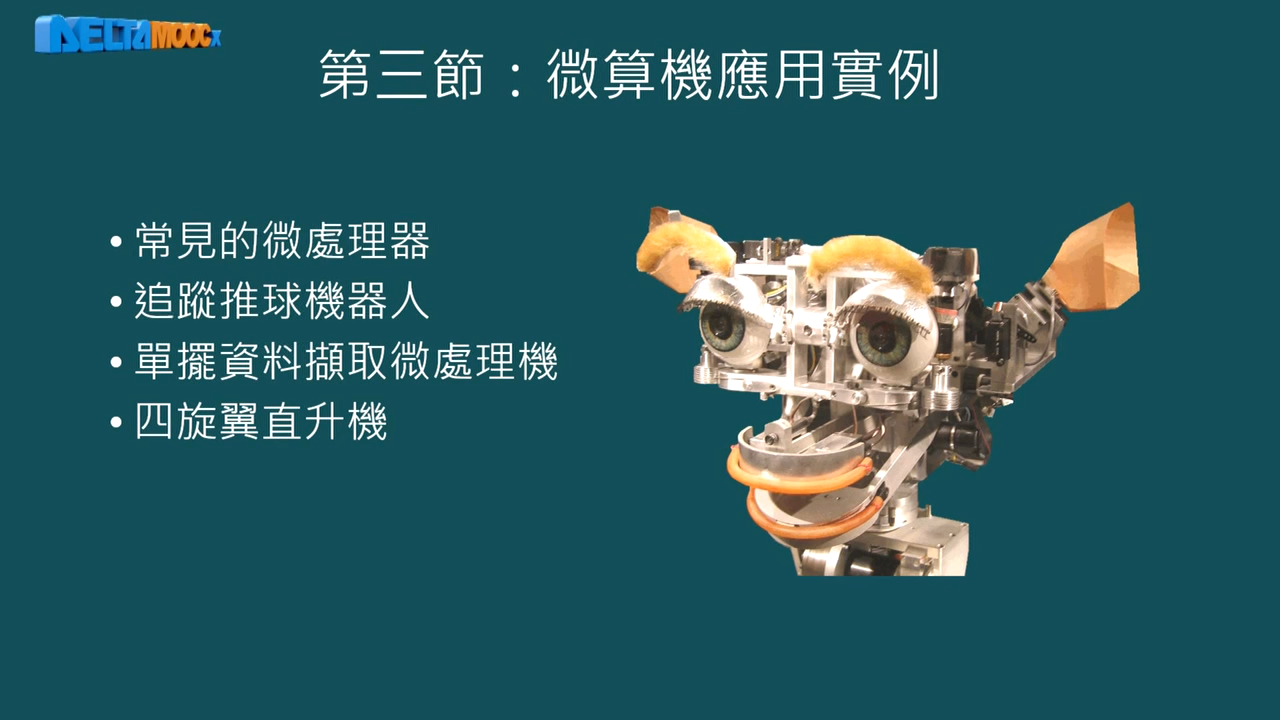 DELTAMOOCx
第三節：微算機應用實例
• 常見的微處理器
• 追蹤推球機器人
• 單擺資料擷取微處理機
• 四旋翼直升機